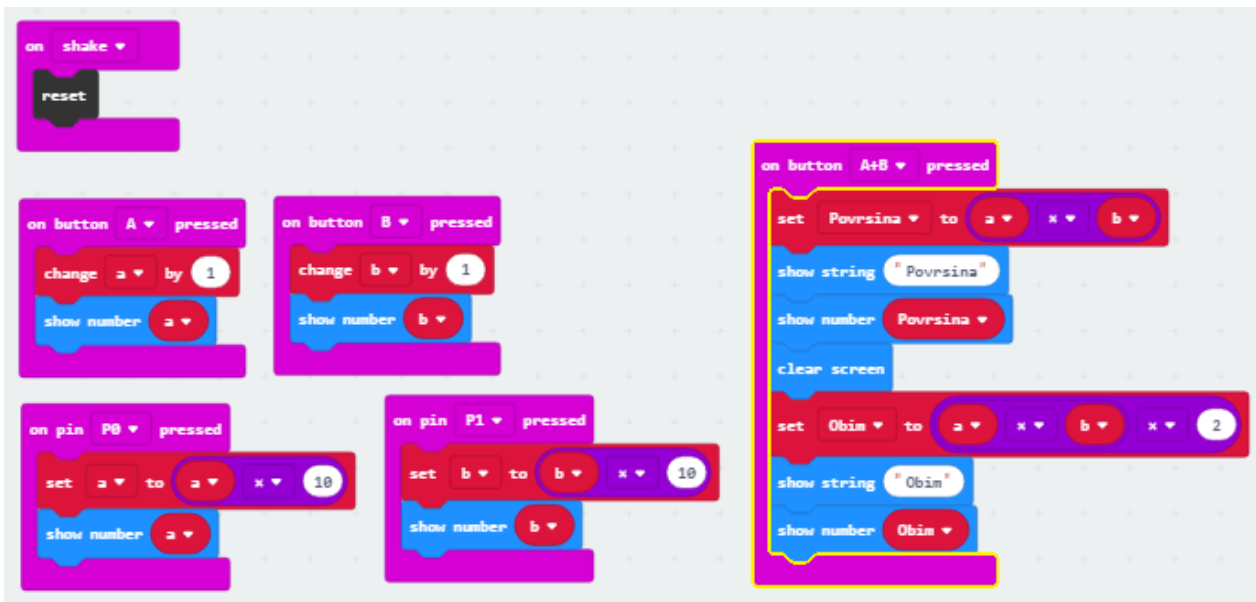 on shake
reset
on button A pressed
change a by 1
show number a
on button B pressed
change b by 1
show number b
on pin P0 pressed
set a to a × 10
show number a
on pin P1 pressed
set b to b × 10
show number b
on button A+B pressed
set Povrsina to a × b
show string "Povrsina"
show number Povrsina
clear screen
set Obim to a × b × 2
show string "Obim"
show number Obim